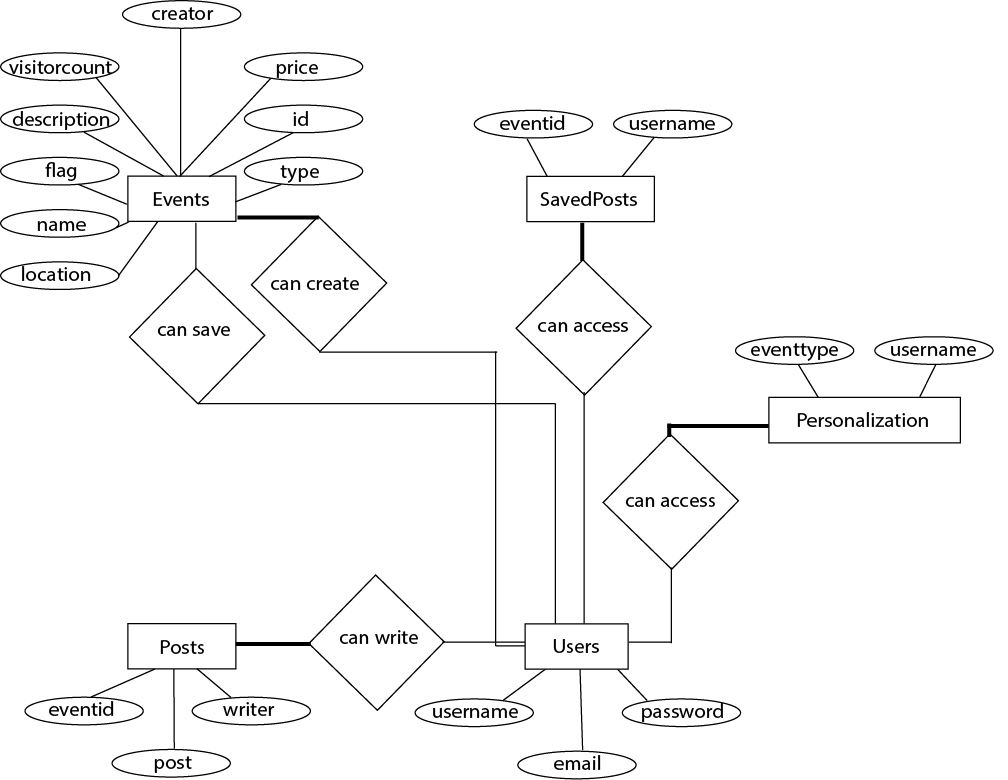 creator
visitorcount
price
description
id
eventid
username
flag
type
Events
SavedPosts
name
location
can create
can save
can access
eventtype
username
Personalization
can access
can write
Posts
Users
eventid
writer
username
password
post
email